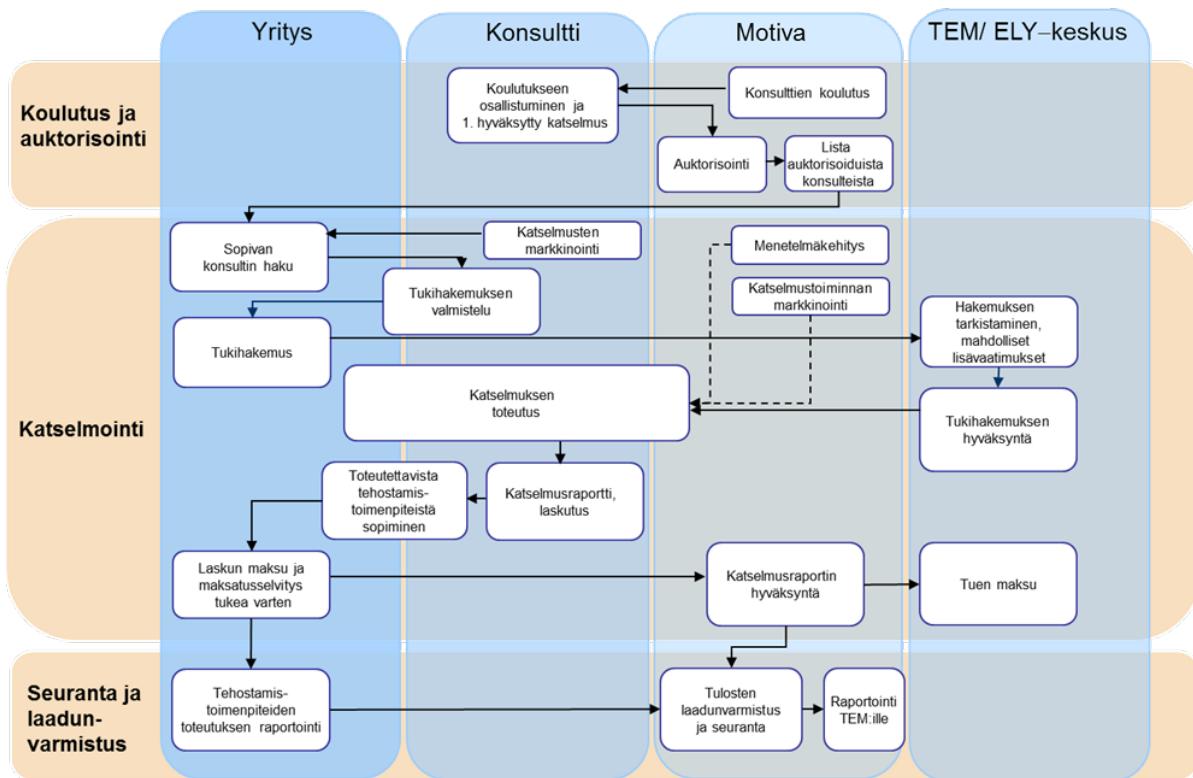 Yritys
Konsultti
Motiva
TEM/ ELY–keskus
Koulutus ja
auktorisointi
Koulutukseen
osallistuminen ja
1. hyväksytty katselmus
Konsulttien koulutus
Auktorisointi
Lista
auktorisoiduista
konsulteista
Katselmointi
Sopivan
konsultin haku
Katselmusten
markkinointi
Menetelmäkehitys
Tukihakemuksen
valmistelu
Katselmustoiminnan
markkinointi
Tukihakemus
Hakemuksen
tarkistaminen,
mahdolliset
lisävaatimukset
Katselmuksen
toteutus
Tukihakemuksen
hyväksyntä
Toteutettavista
tehostamis-
toimenpiteistä
sopiminen
Katselmusraportti,
laskutus
Laskun maksu ja
maksatusselvitys
tukea varten
Katselmusraportin
hyväksyntä
Tuen maksu
Seuranta ja
laadun-
varmistus
Tehostamis-
toimenpiteiden
toteutuksen raportointi
Tulosten
laadunvarmistus
ja seuranta
Raportointi
TEM:ille